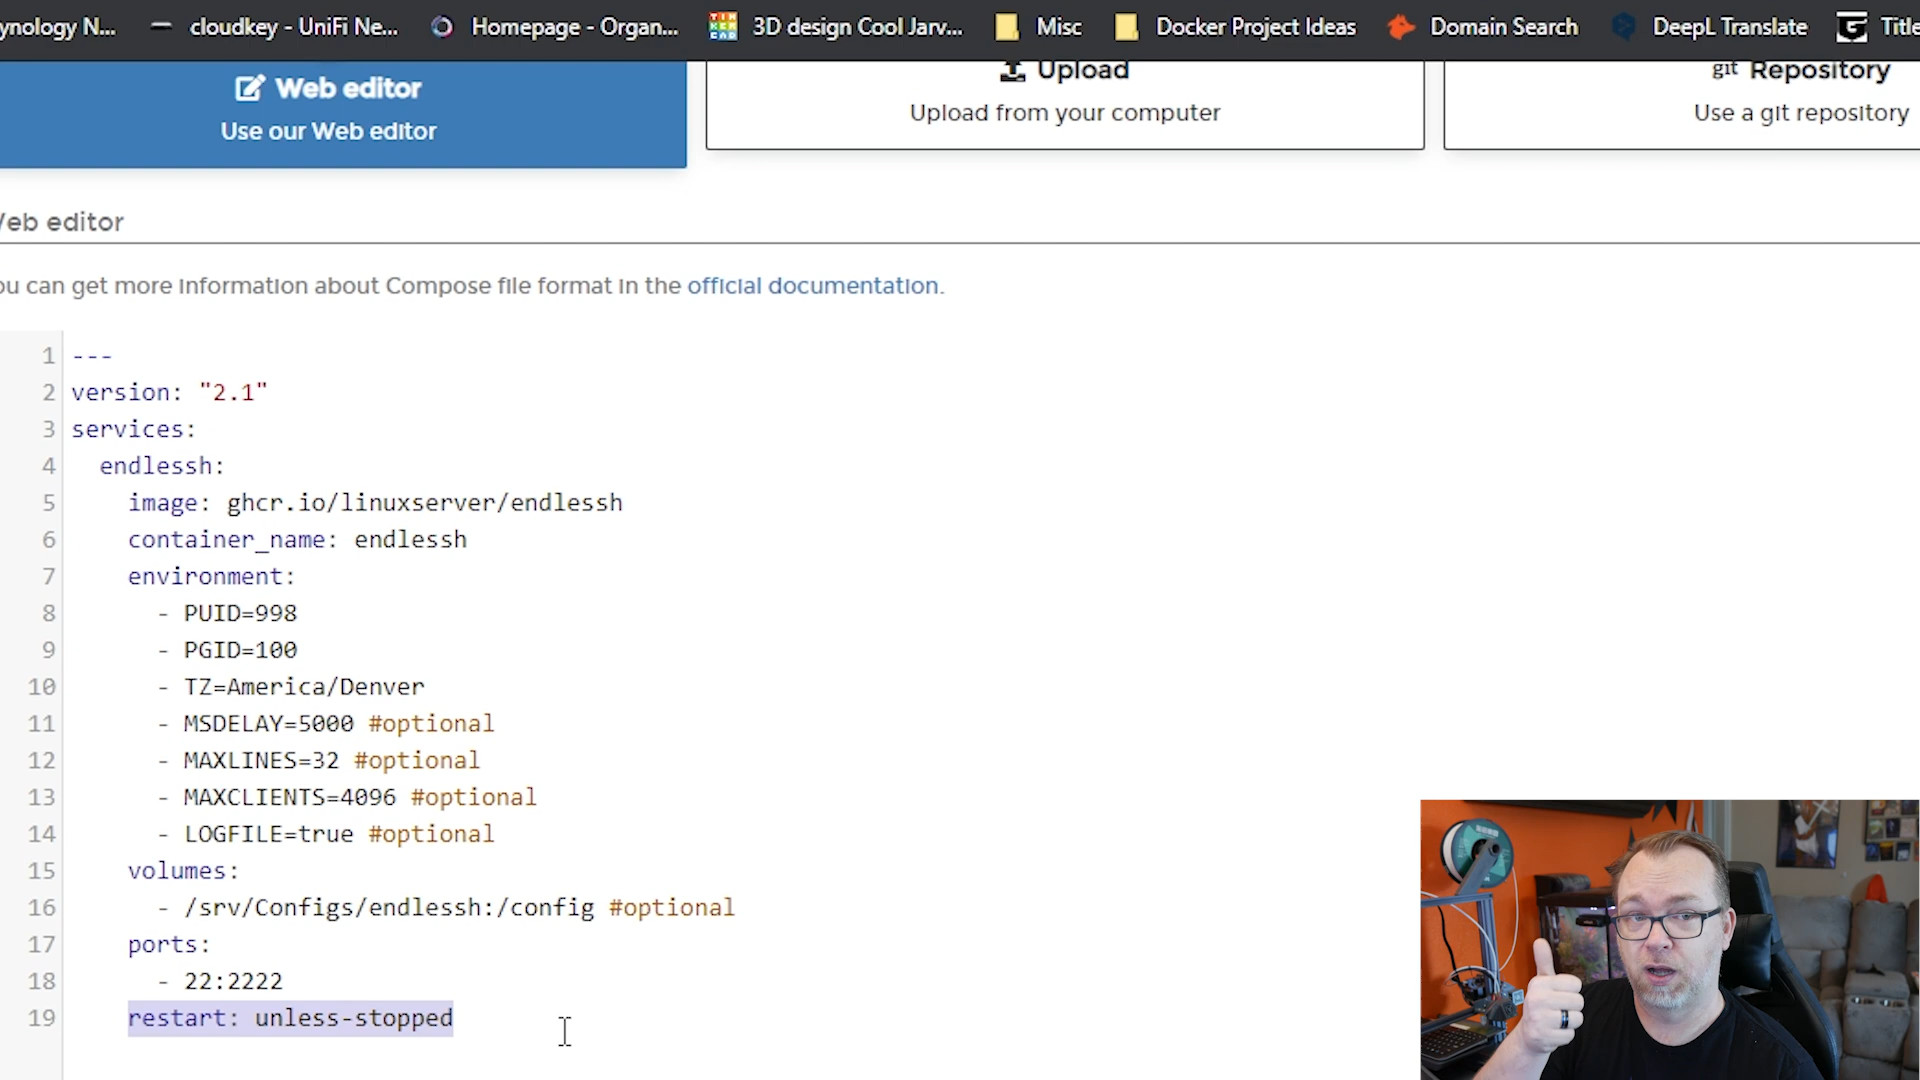 ynology N... cloudkey - UniFi Ne... Homepage - Organ... 3D design Cool Jarv... Misc Docker Project Ideas Domain Search DeepL Translate Title
Web editor
Use our Web editor
Upload
Upload from your computer
git Repository
Use a git repository
Veb editor
ou can get more information about Compose file format in the official documentation.
1 ---
2 version: "2.1"
3 services:
4 endlessh:
5 image: ghcr.io/linuxserver/endlessh
6 container_name: endlessh
7 environment:
8 - PUID=998
9 - PGID=100
10 - TZ=America/Denver
11 - MSDELAY=5000 #optional
12 - MAXLINES=32 #optional
13 - MAXCLIENTS=4096 #optional
14 - LOGFILE=true #optional
15 volumes:
16 - /srv/Configs/endlessh:/config #optional
17 ports:
18 - 22:2222
19 restart: unless-stopped